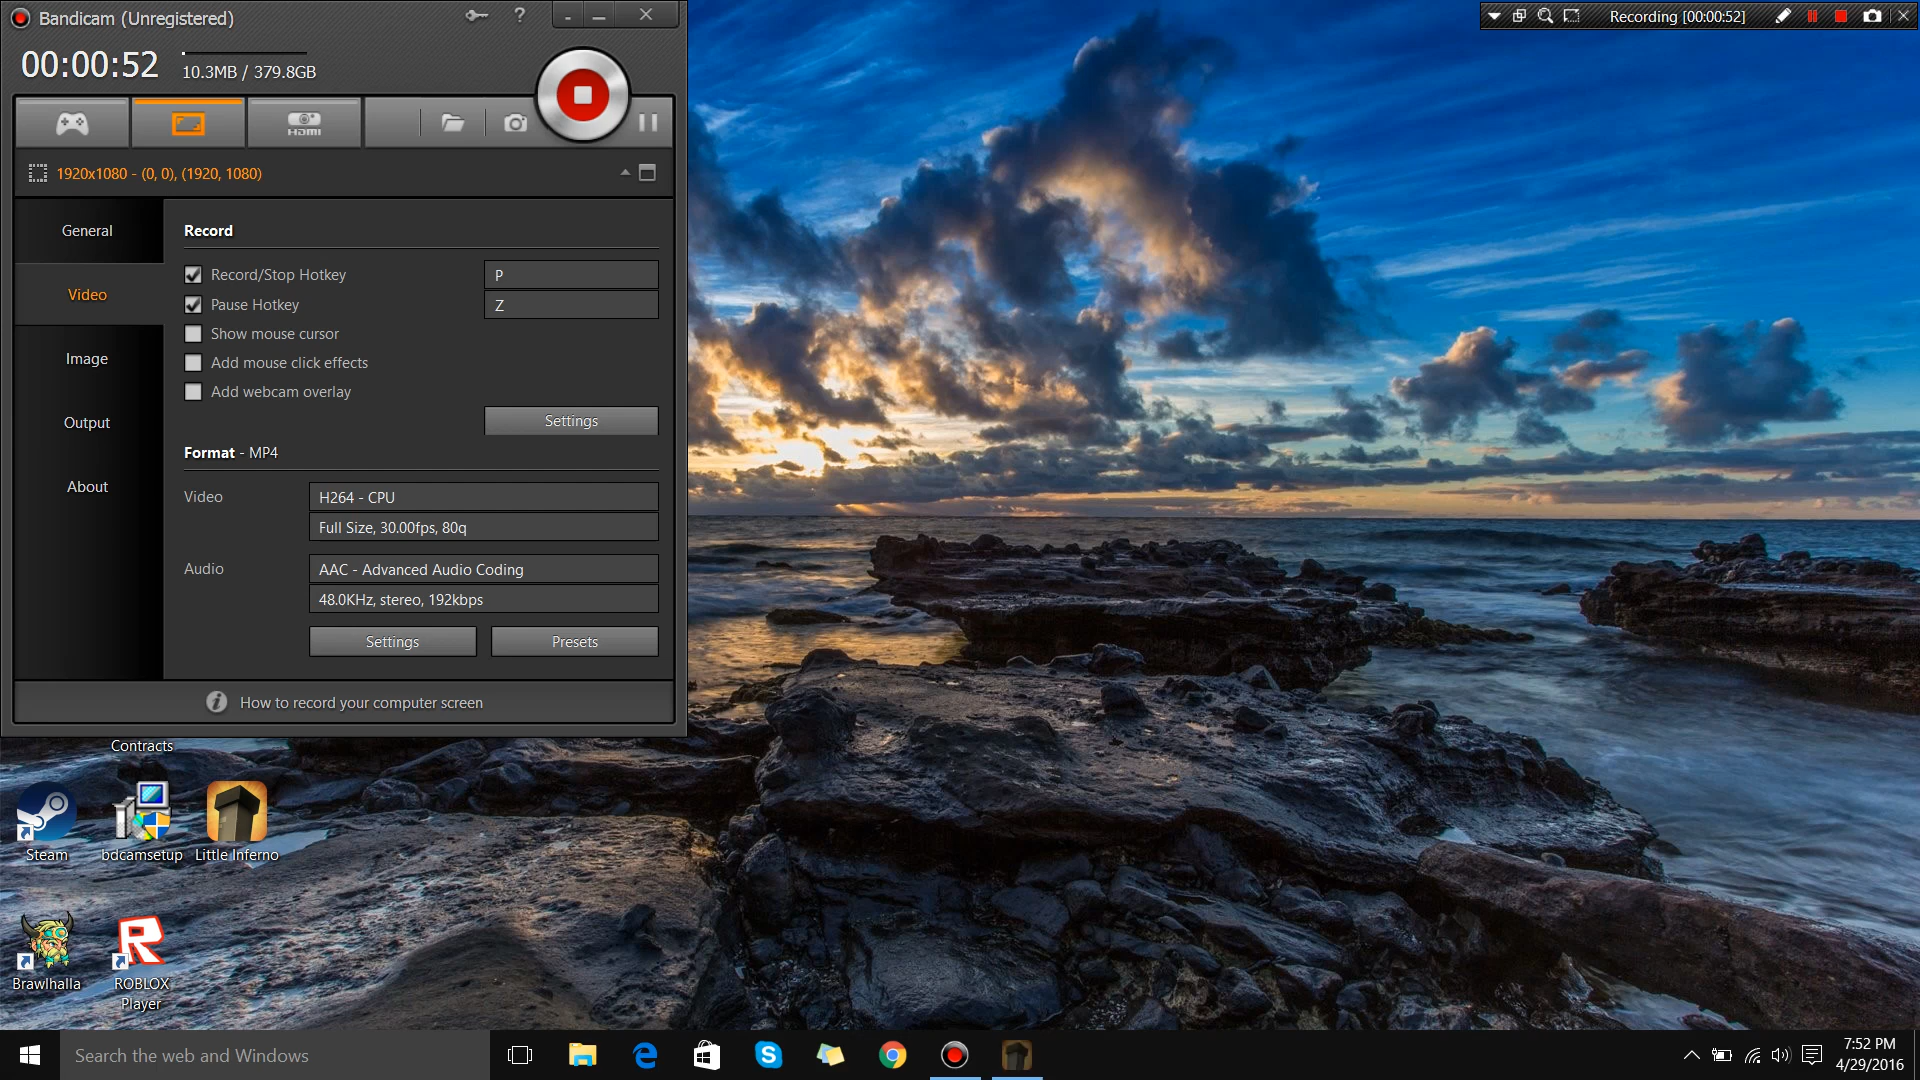 Bandicam (Unregistered)
?
Recording [00:00:52]
00:00:52
10.3MB / 379.8GB
HDMI
1920x1080 - (0, 0), (1920, 1080)
General
Video
Image
Output
About
Record
Record/Stop Hotkey
P
Pause Hotkey
Z
Show mouse cursor
Add mouse click effects
Add webcam overlay
Settings
Format - MP4
Video
H264 - CPU
Full Size, 30.00fps, 80q
Audio
AAC - Advanced Audio Coding
48.0KHz, stereo, 192kbps
Settings
Presets
How to record your computer screen
Contracts
Steam
bdcamsetup
Little Inferno
Brawlhalla
ROBLOX
Player
Search the web and Windows
7:52 PM
4/29/2016